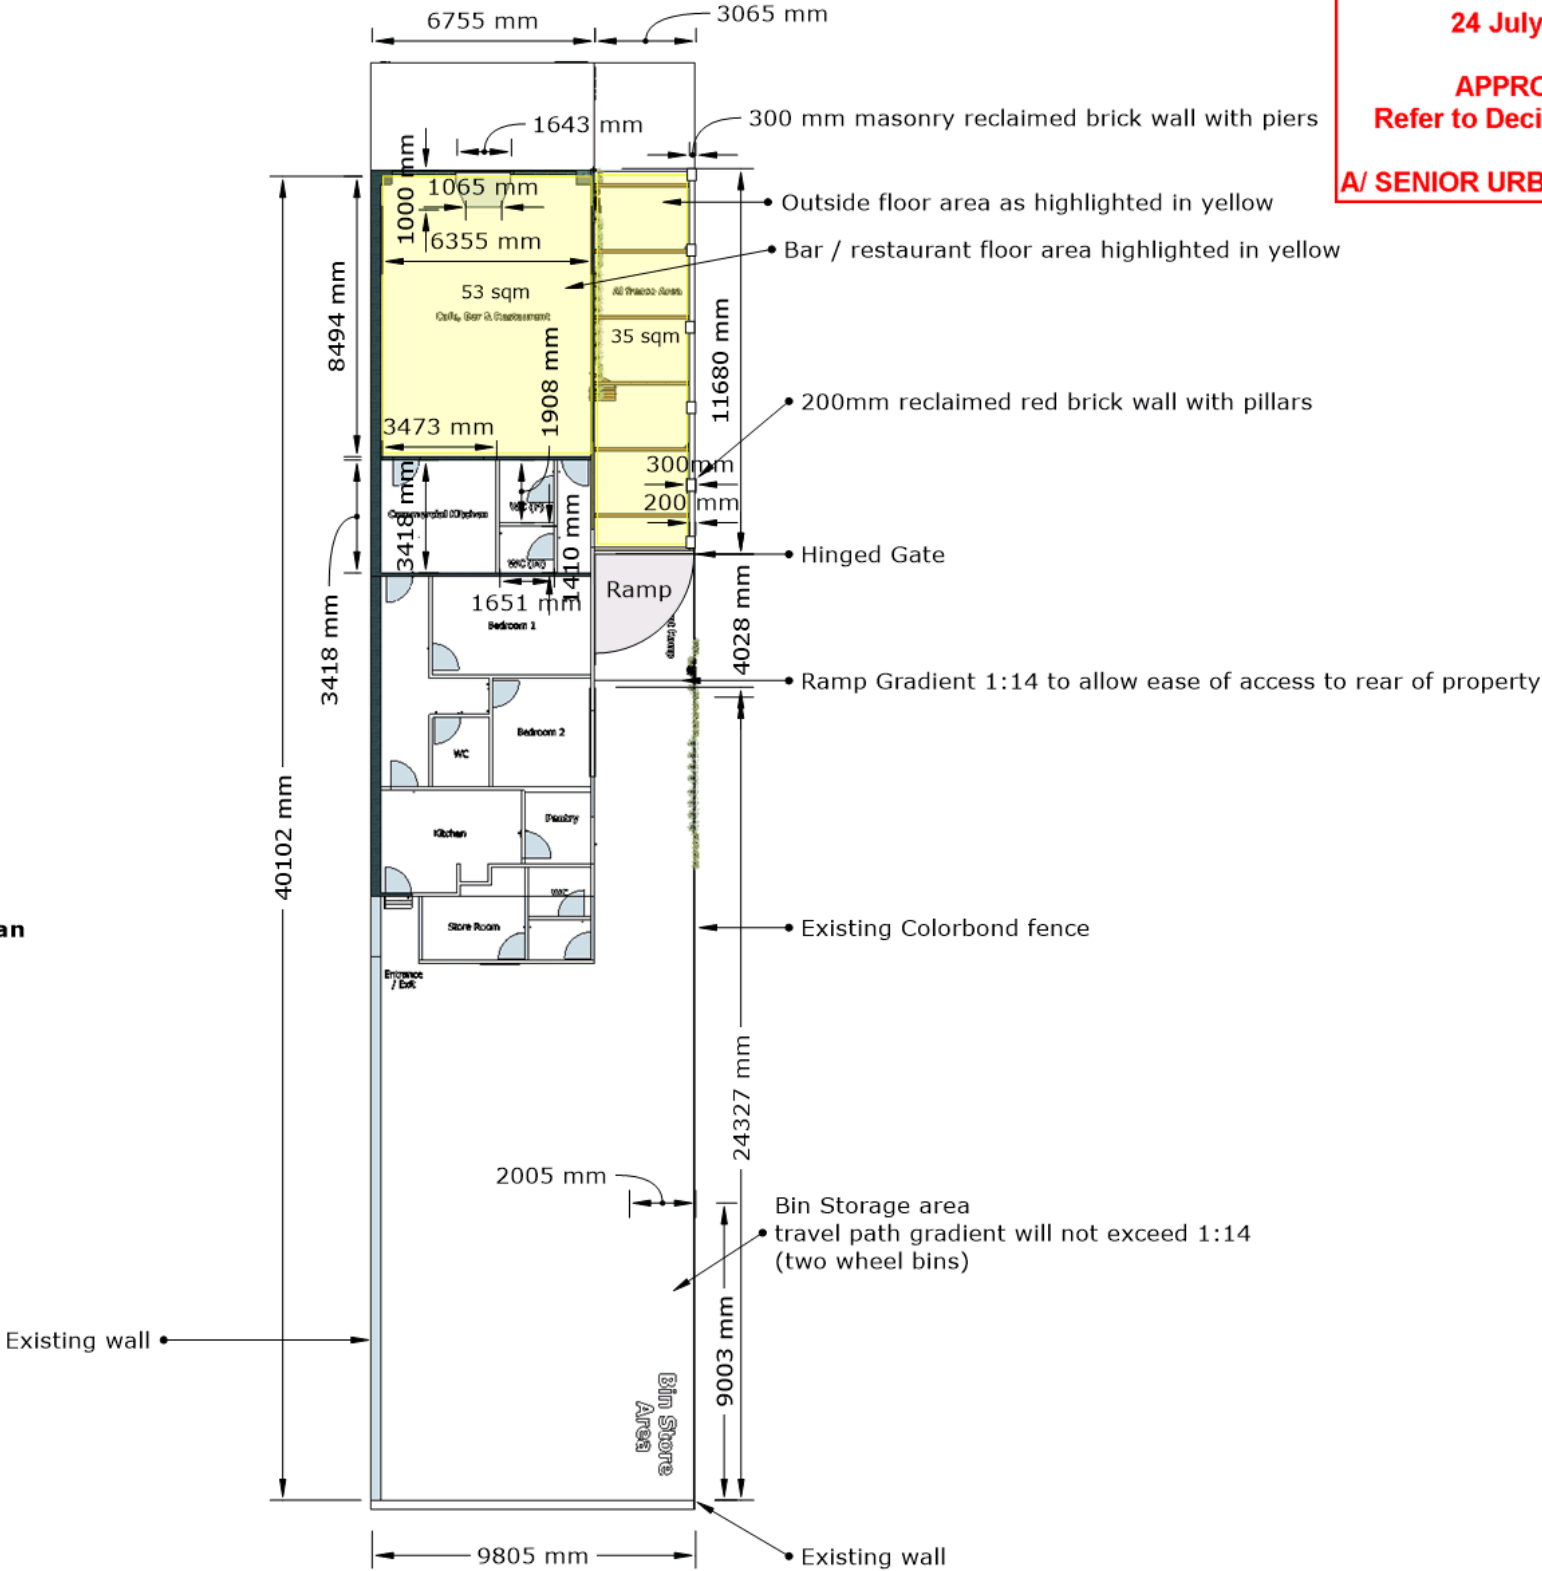 6755 mm
3065 mm
24 July
APPRO
Refer to Deci
A/ SENIOR URB
1643 mm
300 mm masonry reclaimed brick wall with piers
1000 mm
1065 mm
Outside floor area as highlighted in yellow
6355 mm
Bar / restaurant floor area highlighted in yellow
53 sqm
Al fresco Area
Cafe, Bar & Restaurant
8494 mm
35 sqm
11680 mm
1908 mm
200mm reclaimed red brick wall with pillars
3473 mm
300mm
200 mm
3418 mm
Commercial Kitchen
1410 mm
Hinged Gate
Ramp
1651 mm
Bedroom 1
3418 mm
4028 mm
Ramp Gradient 1:14 to allow ease of access to rear of property
Bedroom 2
WC
40102 mm
Pantry
Kitchen
WC
Store Room
an
Existing Colorbond fence
Entrance
/ Exit
24327 mm
2005 mm
Bin Storage area
travel path gradient will not exceed 1:14
(two wheel bins)
9003 mm
Existing wall
Bin Store
Area
9805 mm
Existing wall